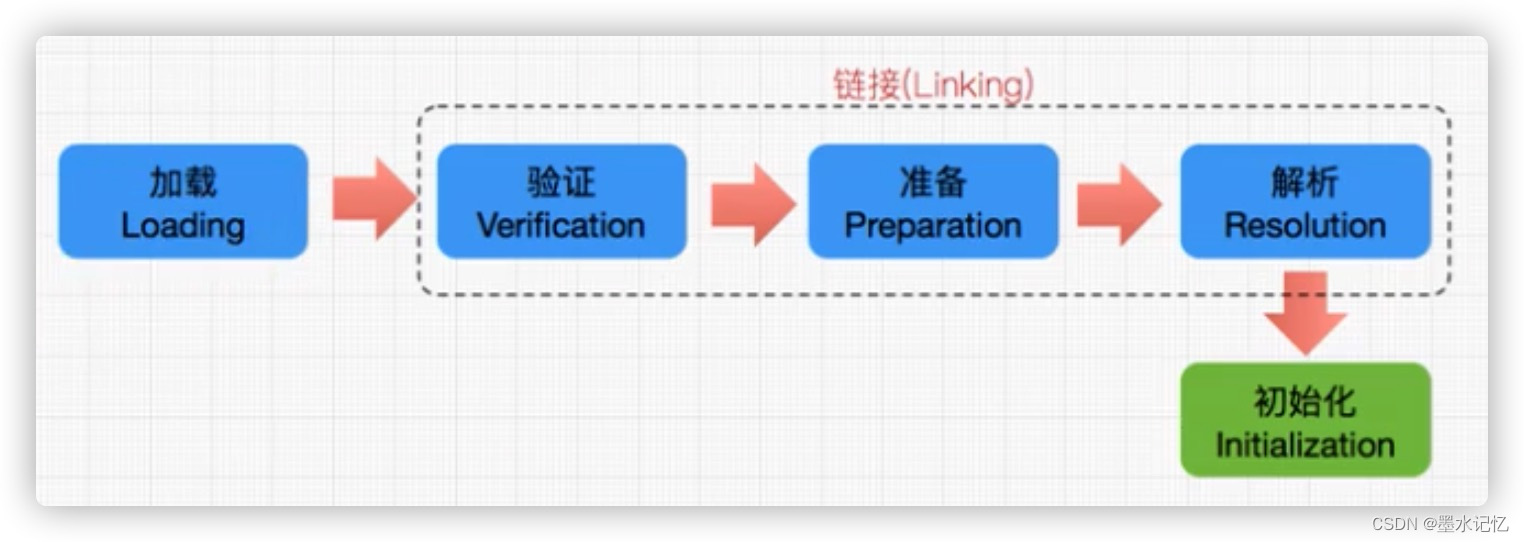 链接(Linking)
加载
Loading
验证
Verification
准备
Preparation
解析
Resolution
初始化
Initialization
CSDN @墨水记忆